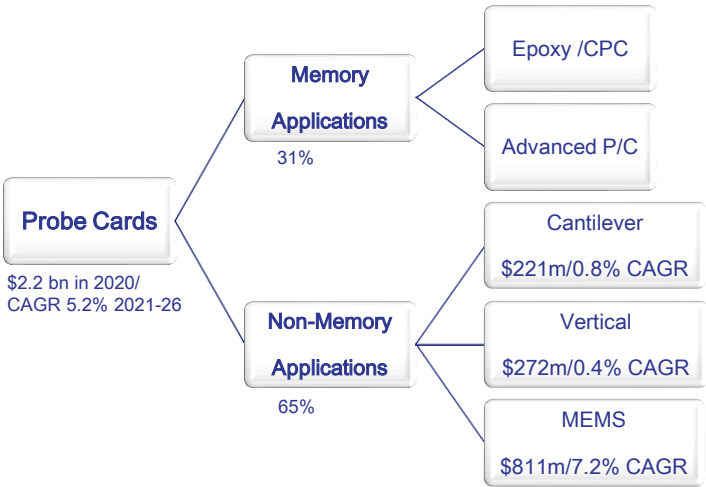 Probe Cards
$2.2 bn in 2020/
CAGR 5.2% 2021-26
Memory
Applications
31%
Epoxy /CPC
Advanced P/C
Non-Memory
Applications
65%
Cantilever
$221m/0.8% CAGR
Vertical
$272m/0.4% CAGR
MEMS
$811m/7.2% CAGR